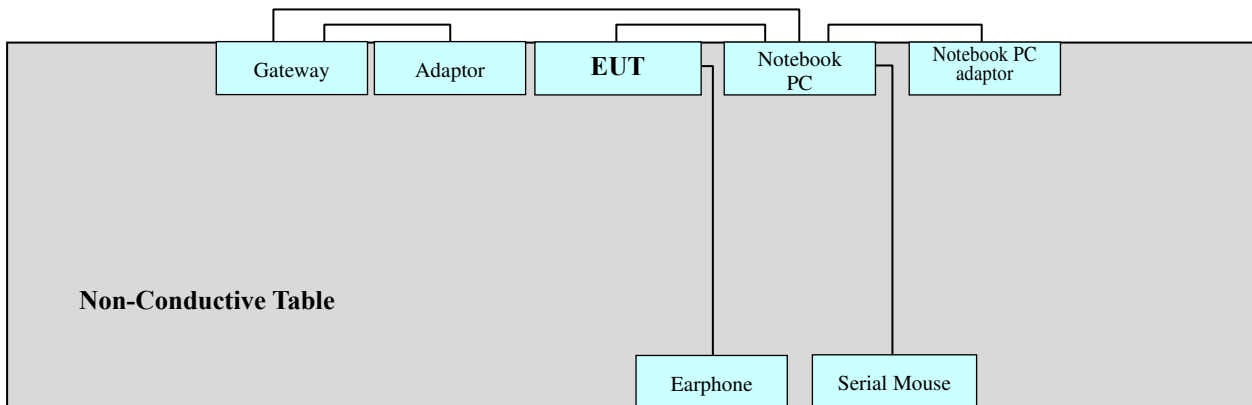 Gateway
Adaptor
EUT
Notebook
PC
Notebook PC
adaptor
Non-Conductive Table
Earphone
Serial Mouse